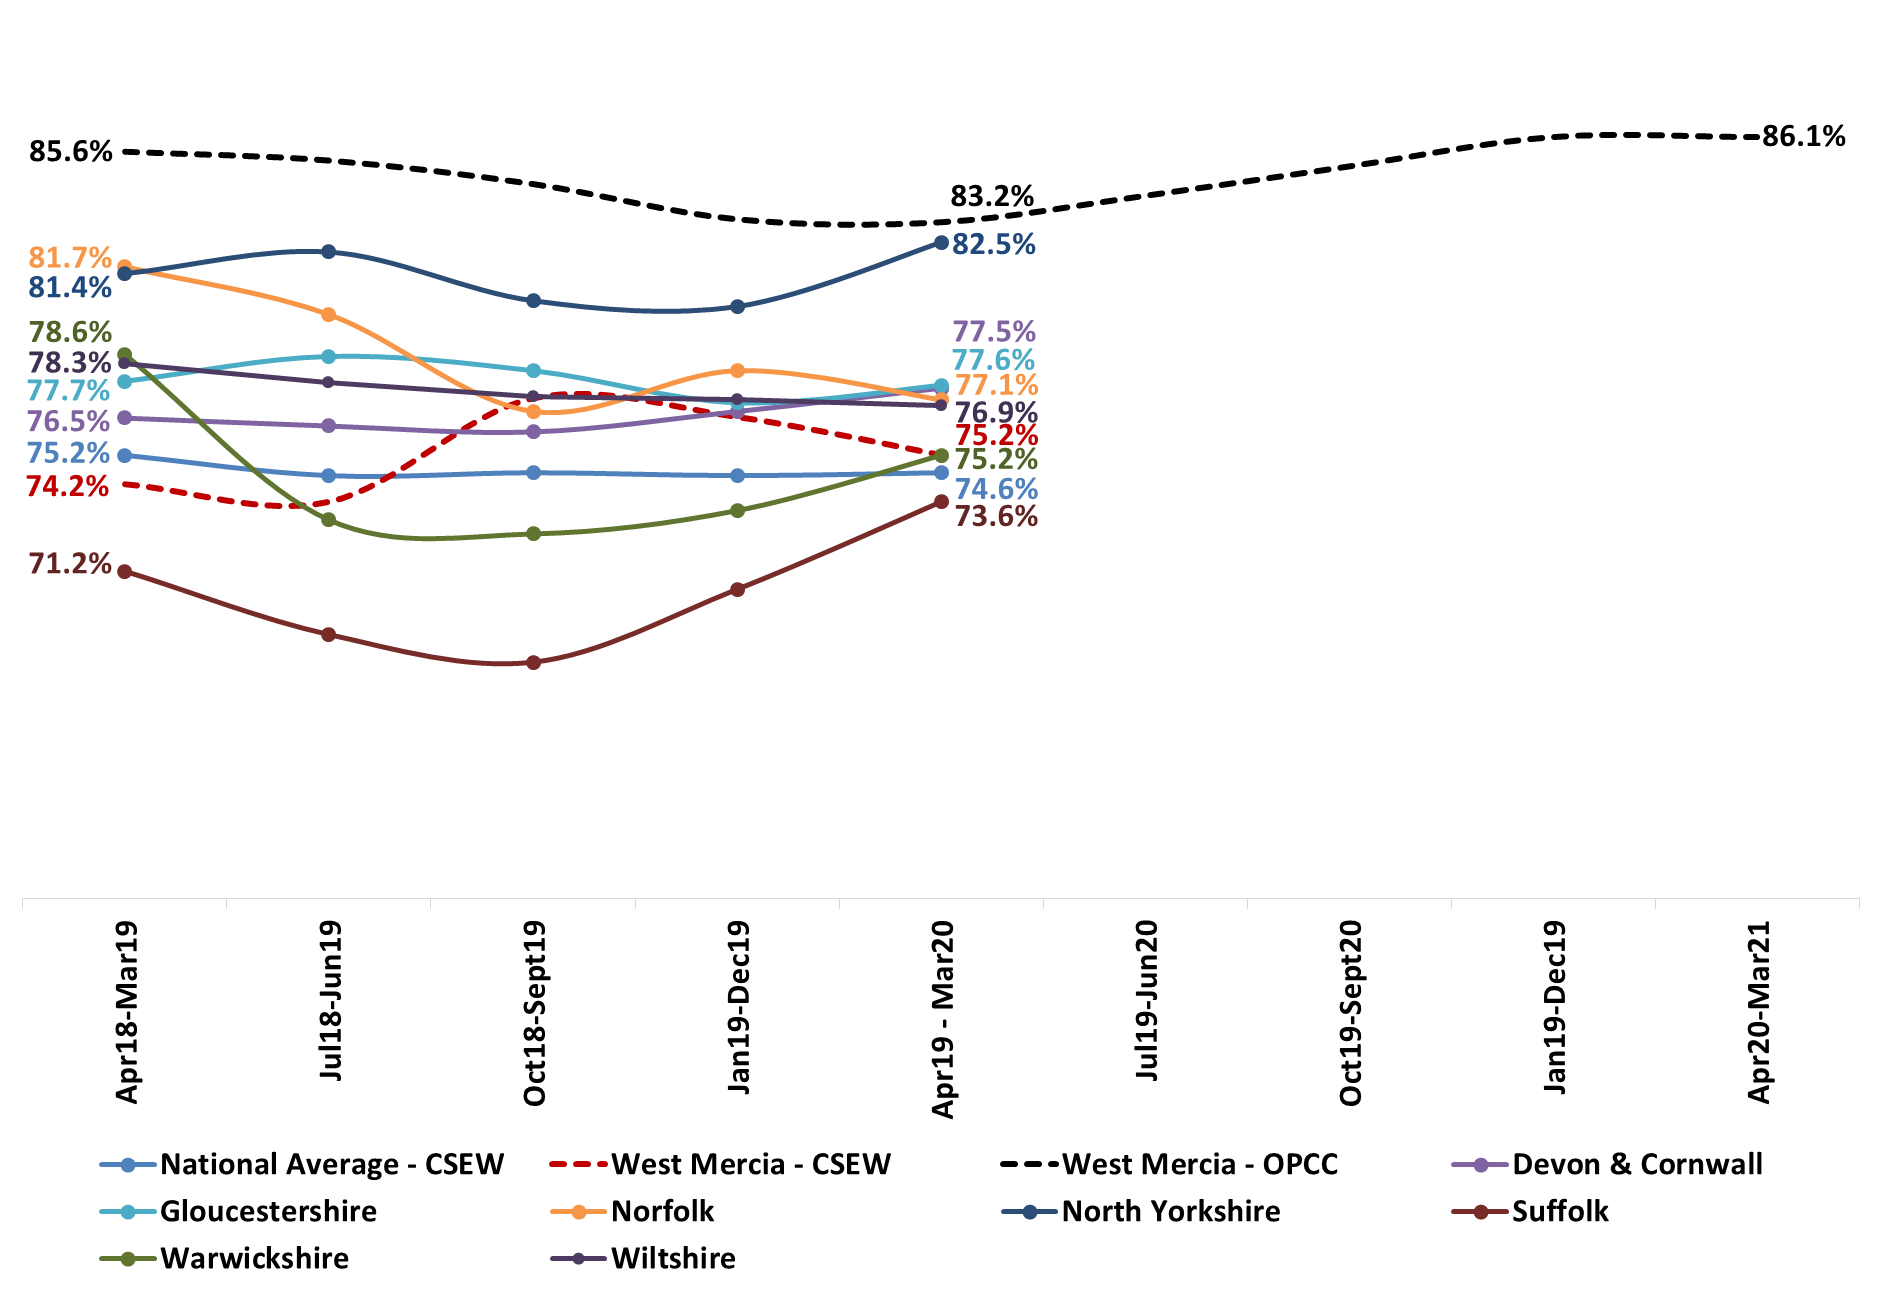 85.6%
86.1%
83.2%
81.7%
82.5%
81.4%
78.6%
77.5%
78.3%
77.6%
77.7%
77.1%
76.5%
76.9%
75.2%
75.2%
74.2%
75.2%
74.6%
73.6%
71.2%
Apr18-Mar19
Jul18-Jun19
Oct18-Sept19
Jan19-Dec19
Apr19 - Mar20
Jul19-Jun20
Oct19-Sept20
Jan19-Dec19
Apr20-Mar21
National Average - CSEW
West Mercia - CSEW
West Mercia - OPCC
Devon & Cornwall
Gloucestershire
Norfolk
North Yorkshire
Suffolk
Warwickshire
Wiltshire